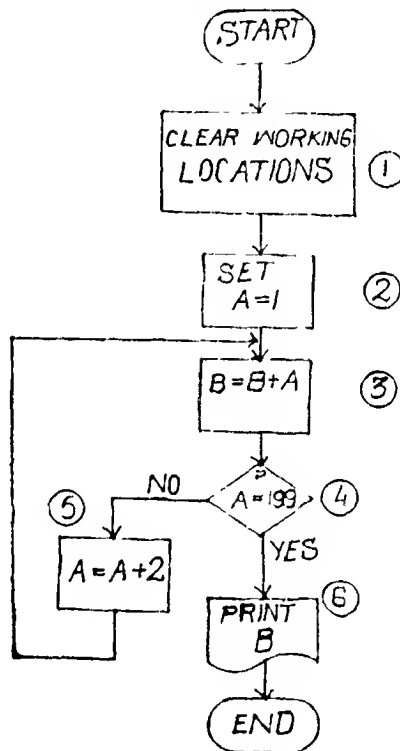 START
CLEAR WORKING
LOCATIONS
1
SET
A=1
2
B=B+A
3
?
A=199
4
NO
5
YES
A=A+2
6
PRINT
B
END